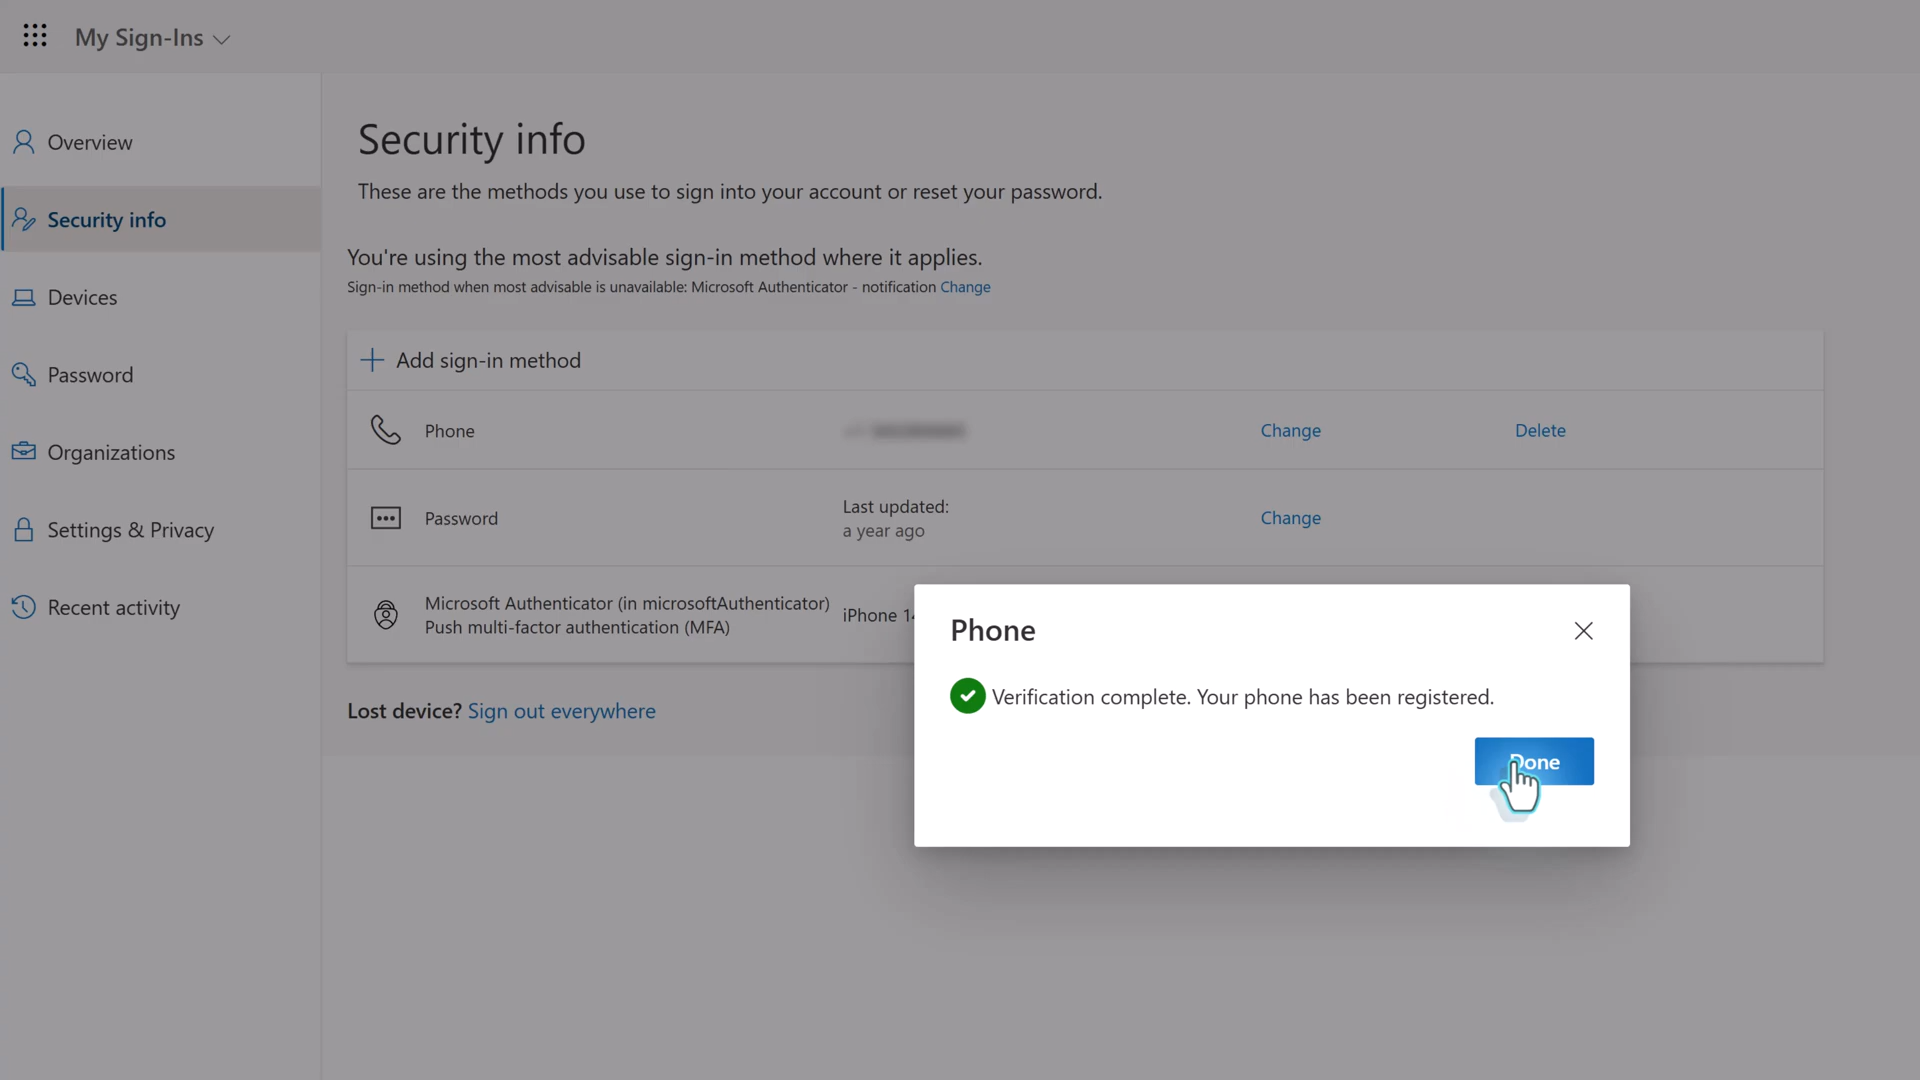 My Sign-Ins
Overview
Security info
Devices
Password
Organizations
Settings & Privacy
Recent activity
Security info
These are the methods you use to sign into your account or reset your password.
You're using the most advisable sign-in method where it applies.
Sign-in method when most advisable is unavailable: Microsoft Authenticator - notification Change
Add sign-in method
Phone Change Delete
Password Last updated: Change
a year ago
Microsoft Authenticator (in microsoftAuthenticator)
Push multi-factor authentication (MFA)
iPhone
Lost device? Sign out everywhere
Phone
Verification complete. Your phone has been registered.
Done